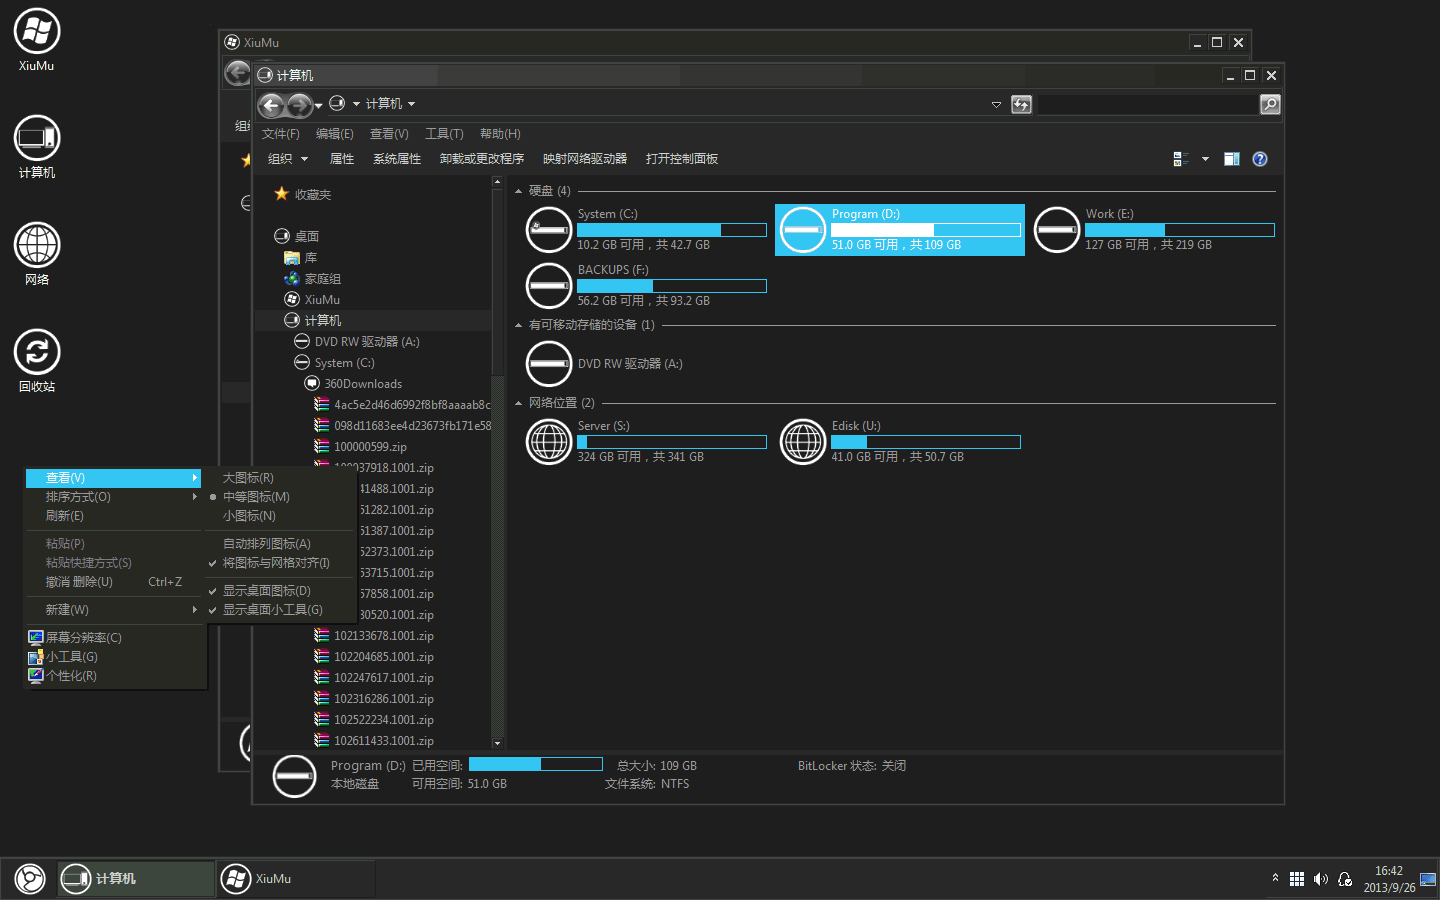 XiuMu
计算机
网络
回收站
XiuMu
计算机
计算机
文件(F) 编辑(E) 查看(V) 工具(T) 帮助(H)
组织 属性 系统属性 卸载或更改程序 映射网络驱动器 打开控制面板
收藏夹
桌面
库
家庭组
XiuMu
计算机
DVD RW 驱动器 (A:)
System (C:)
360Downloads
4ac5e2d46d6992f8bf8aaaab8c
098d11683ee4d23673fb171e58
100000599.zip
100037918.1001.zip
41488.1001.zip
51282.1001.zip
51387.1001.zip
52373.1001.zip
53715.1001.zip
57858.1001.zip
30520.1001.zip
102133678.1001.zip
102204685.1001.zip
102247617.1001.zip
102316286.1001.zip
102522234.1001.zip
102611433.1001.zip
硬盘 (4)
System (C:)
10.2 GB 可用，共 42.7 GB
Program (D:)
51.0 GB 可用，共 109 GB
Work (E:)
127 GB 可用，共 219 GB
BACKUPS (F:)
56.2 GB 可用，共 93.2 GB
有可移动存储的设备 (1)
DVD RW 驱动器 (A:)
网络位置 (2)
Server (S:)
324 GB 可用，共 341 GB
Edisk (U:)
41.0 GB 可用，共 50.7 GB
查看(V)
排序方式(O)
刷新(E)
粘贴(P)
粘贴快捷方式(S)
撤消 删除(U) Ctrl+Z
新建(W)
屏幕分辨率(C)
小工具(G)
个性化(R)
大图标(R)
中等图标(M)
小图标(N)
自动排列图标(A)
将图标与网格对齐(I)
显示桌面图标(D)
显示桌面小工具(G)
Program (D:) 已用空间: 总大小: 109 GB BitLocker 状态: 关闭
本地磁盘 可用空间: 51.0 GB 文件系统: NTFS
计算机
XiuMu
16:42
2013/9/26